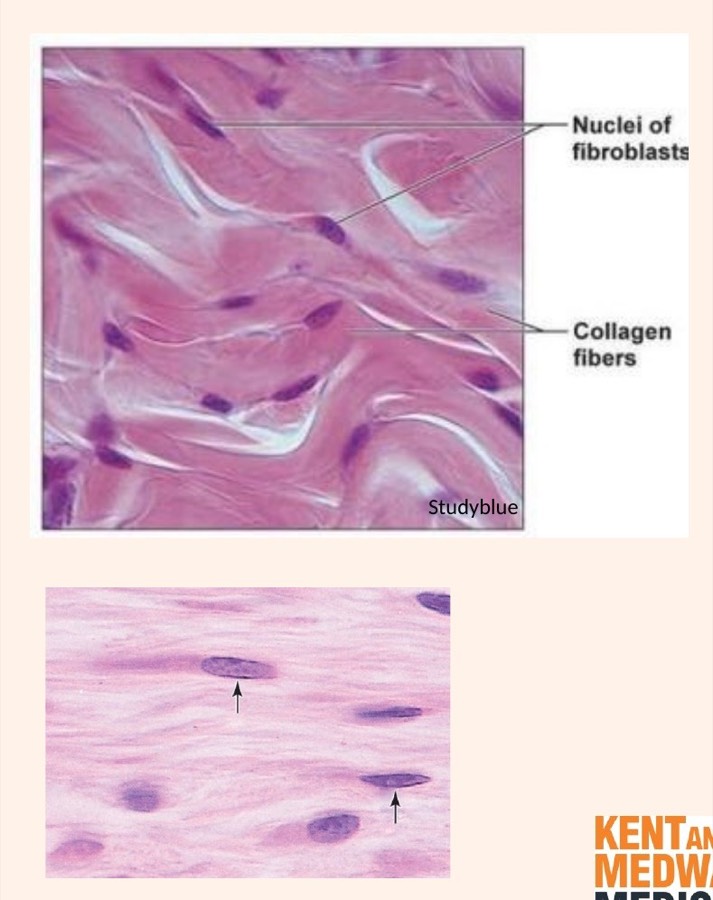 Nuclei of
fibroblasts
Collagen
fibers
Studyblue
KENT
MEDW